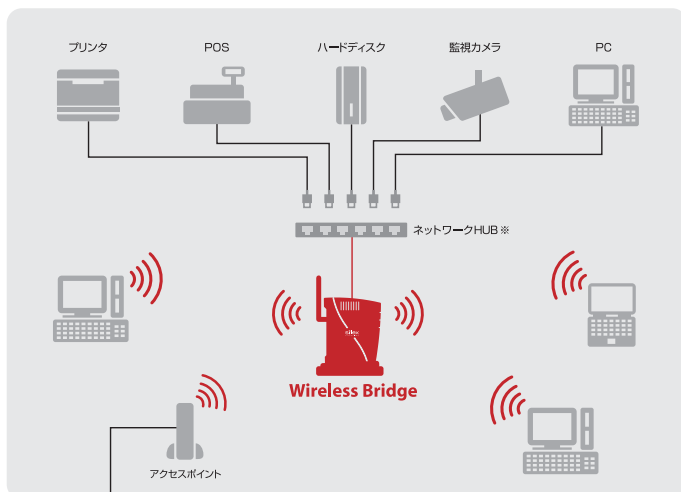 プリンタ
POS
ハードディスク
監視カメラ
PC
ネットワークHUB※
silex
Wireless Bridge
アクセスポイント